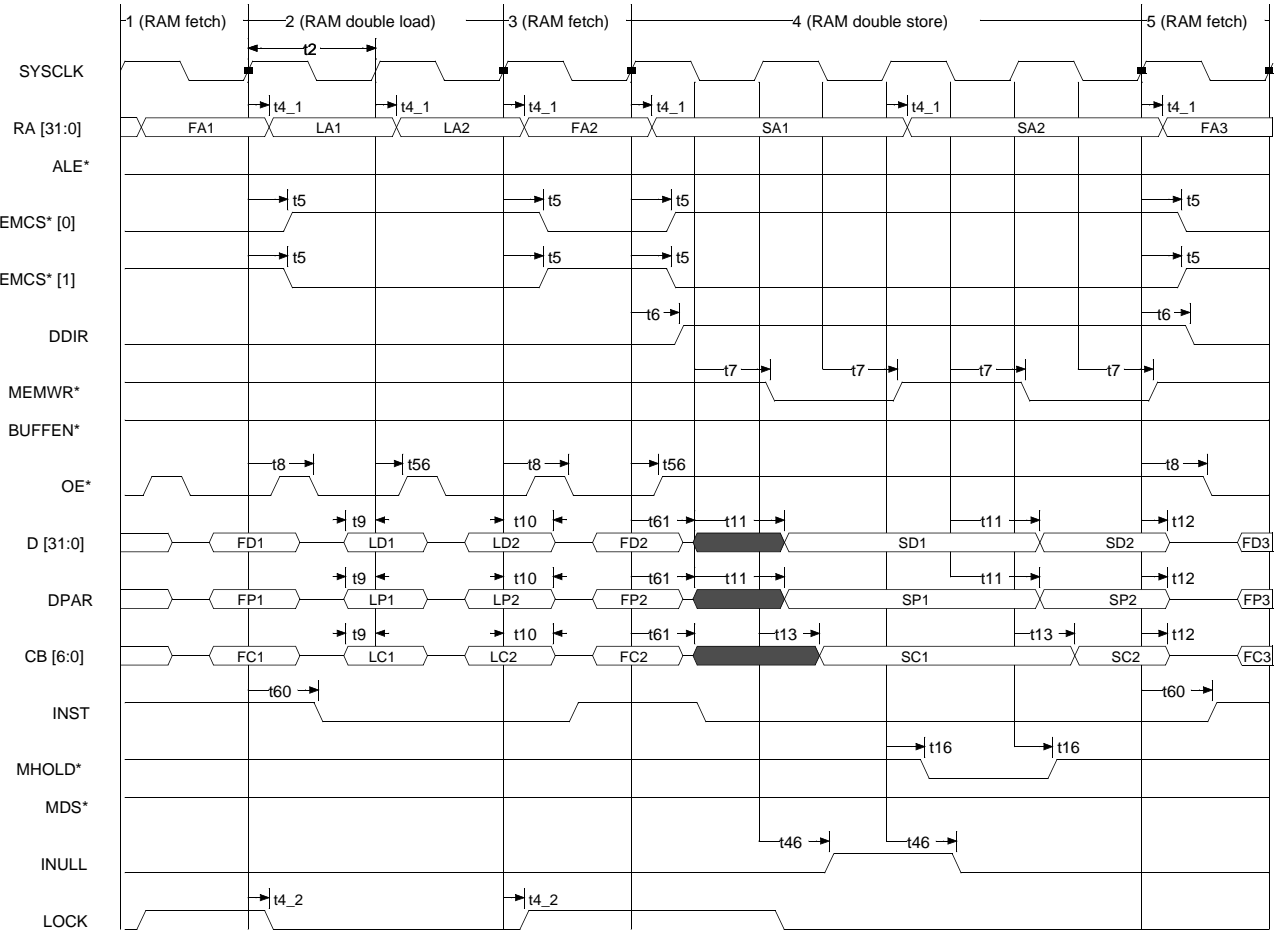 1 (RAM fetch) 2 (RAM double load) 3 (RAM fetch) 4 (RAM double store) 5 (RAM fetch)
t2
SYSCLK
t4_1 t4_1 t4_1 t4_1 t4_1 t4_1
RA [31:0] FA1 LA1 LA2 FA2 SA1 SA2 FA3
ALE*
t5 t5 t5 t5
EMCS* [0]
t5 t5 t5 t5
EMCS* [1]
t6 t6
DDIR
t7 t7 t7 t7
MEMWR*
BUFFEN*
t8 t56 t8 t56 t8
OE*
t9 t10 t61 t11 t11 t12
D [31:0] FD1 LD1 LD2 FD2 SD1 SD2 FD3
t9 t10 t61 t11 t11 t12
DPAR FP1 LP1 LP2 FP2 SP1 SP2 FP3
t9 t10 t61 t13 t13 t12
CB [6:0] FC1 LC1 LC2 FC2 SC1 SC2 FC3
t60 t60
INST
t16 t16
MHOLD*
MDS*
t46 t46
INULL
t4_2 t4_2
LOCK